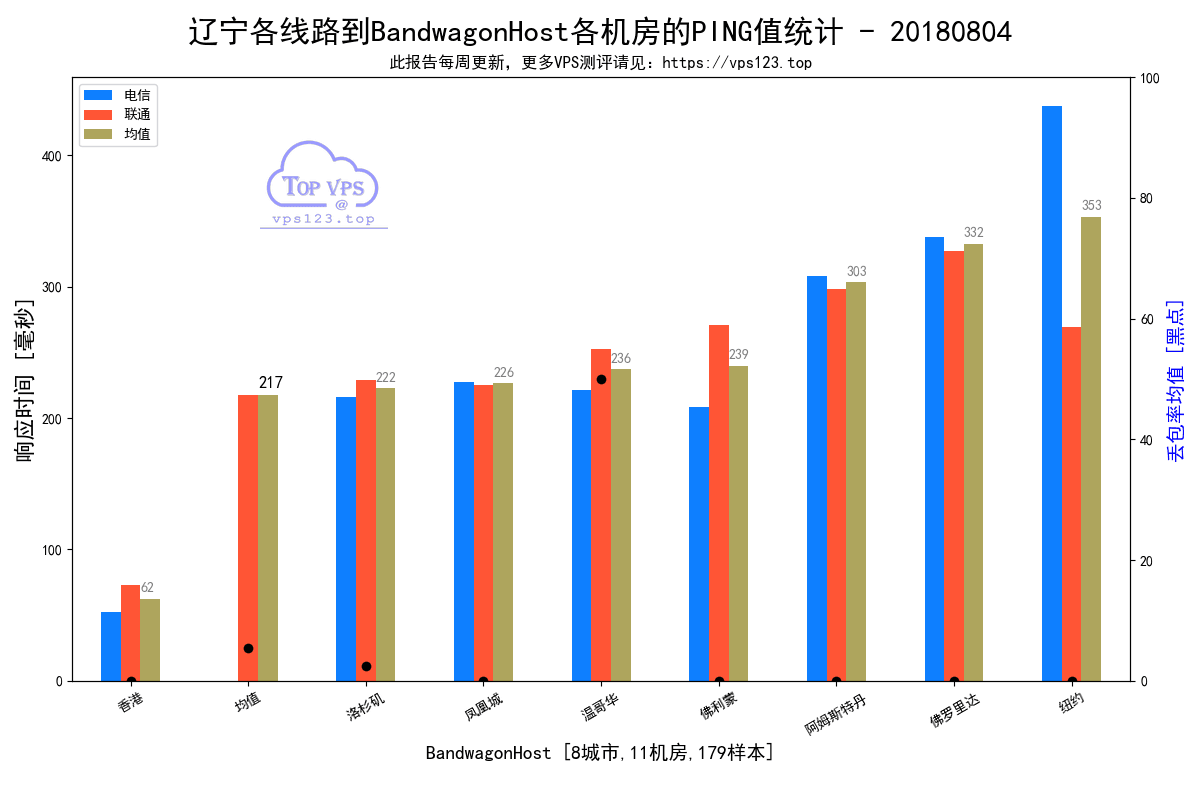 辽宁各线路到BandwagonHost各机房的PING值统计 - 20180804
此报告每周更新，更多VPS测评请见：https://vps123.top
电信
联通
均值
TOP VPS
@
vps123.top
响应时间 [毫秒]
400
300
200
100
0
62
217
222
226
236
239
303
332
353
100
80
60
40
20
0
丢包率均值 [黑点]
香港
均值
洛杉矶
凤凰城
温哥华
佛利蒙
阿姆斯特丹
佛罗里达
纽约
BandwagonHost [8城市,11机房,179样本]